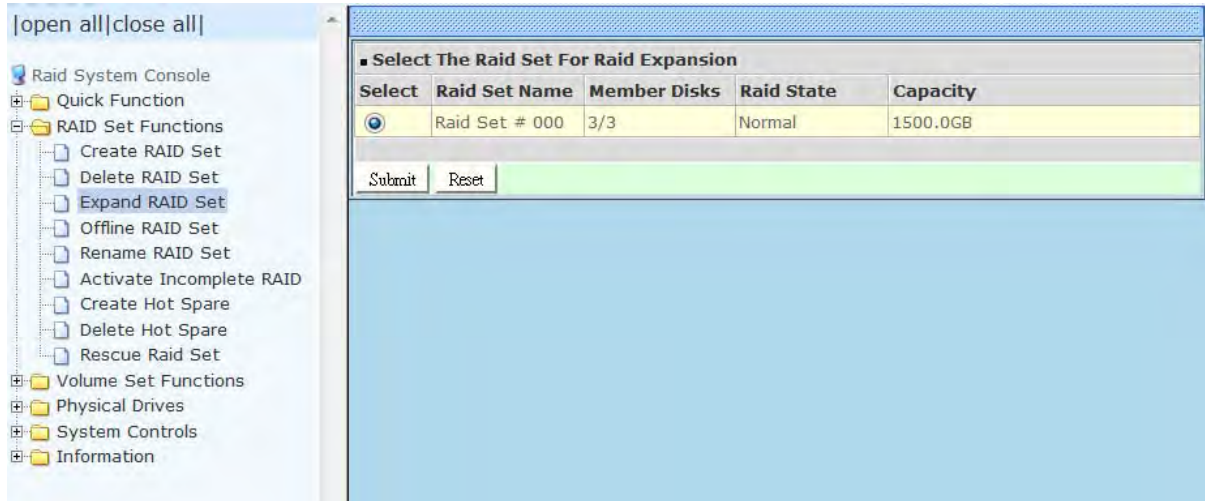 |open all|close all|
Raid System Console
Quick Function
RAID Set Functions
Create RAID Set
Delete RAID Set
Expand RAID Set
Offline RAID Set
Rename RAID Set
Activate Incomplete RAID
Create Hot Spare
Delete Hot Spare
Rescue Raid Set
Volume Set Functions
Physical Drives
System Controls
Information
Select The Raid Set For Raid Expansion
Select Raid Set Name Member Disks Raid State Capacity
Raid Set # 000 3/3 Normal 1500.0GB
Submit Reset